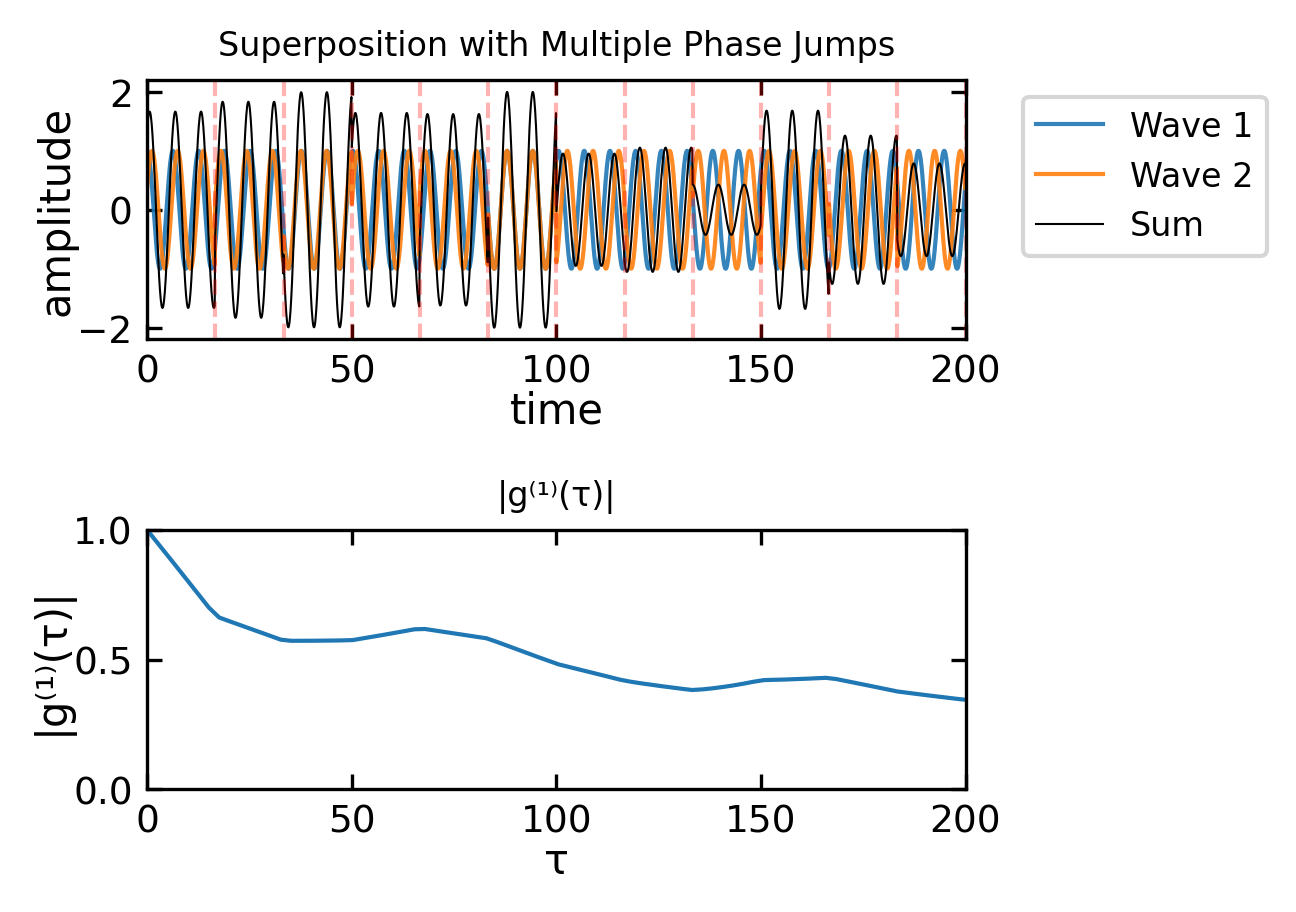 Superposition with Multiple Phase Jumps
amplitude
2
0
−2
0 50 100 150 200
time
Wave 1
Wave 2
Sum
|g⁽¹⁾(τ)|
|g⁽¹⁾(τ)|
1.0
0.5
0.0
0 50 100 150 200
τ